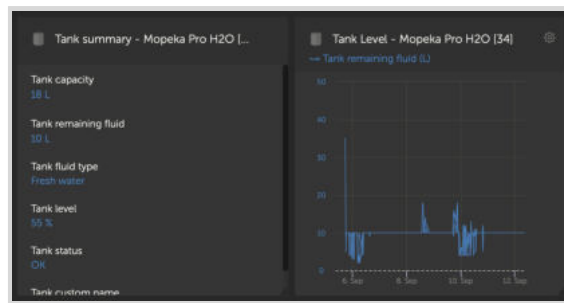 Tank summary - Mopeka Pro H2O [...
Tank capacity
18 L
Tank remaining fluid
10 L
Tank fluid type
Fresh water
Tank level
55 %
Tank status
OK
Tank custom name
Tank Level - Mopeka Pro H2O [34]
Tank remaining fluid (L)
50
40
30
20
10
0
6. Sep
8. Sep
10. Sep
12. Sep